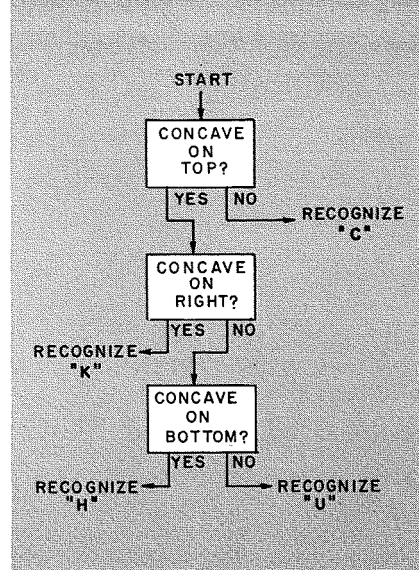 START
CONCAVE
ON
TOP?
YES NO
RECOGNIZE
"C"
CONCAVE
ON
RIGHT?
YES NO
RECOGNIZE
"K"
CONCAVE
ON
BOTTOM?
YES NO
RECOGNIZE
"H"
RECOGNIZE
"U"